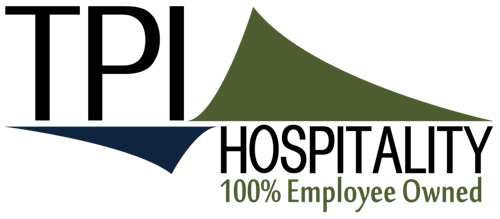 TPI
HOSPITALITY
100% Employee Owned